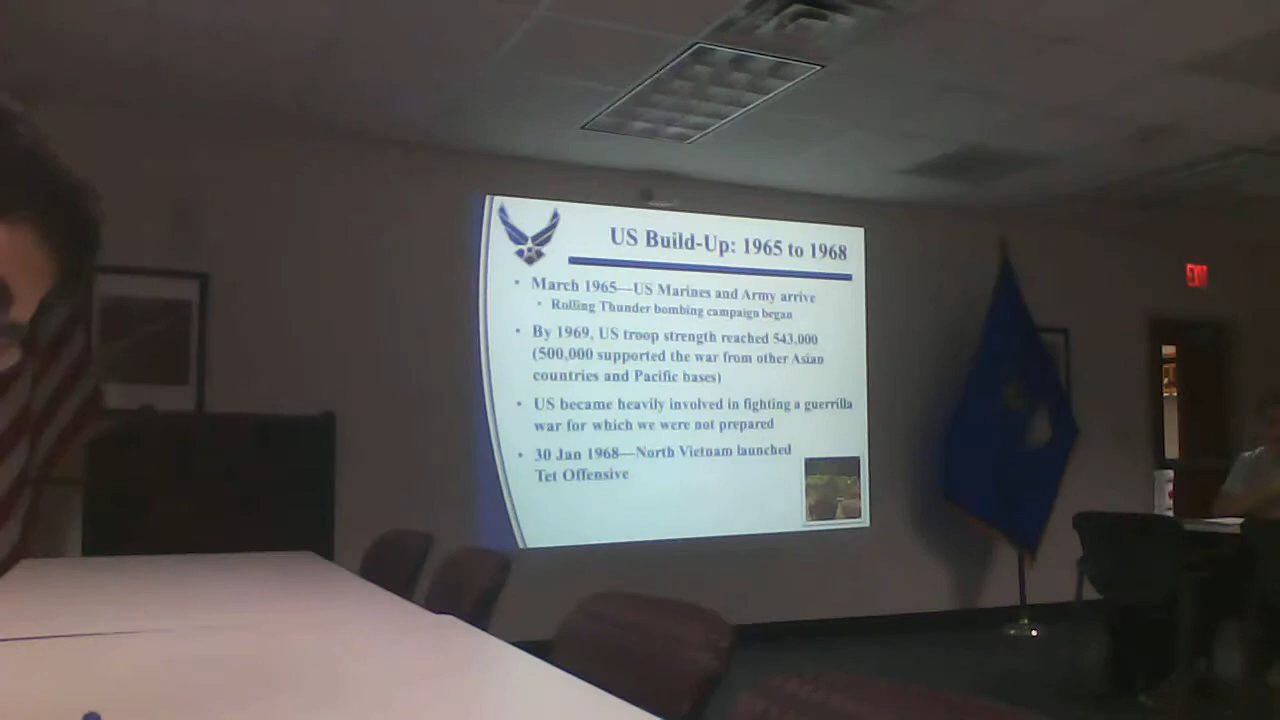 US Build-Up: 1965 to 1968
• March 1965—US Marines and Army arrive
• Rolling Thunder bombing campaign began
• By 1969, US troop strength reached 543,000
(500,000 supported the war from other Asian
countries and Pacific bases)
• US became heavily involved in fighting a guerrilla
war for which we were not prepared
• 30 Jan 1968—North Vietnam launched
Tet Offensive
EXIT